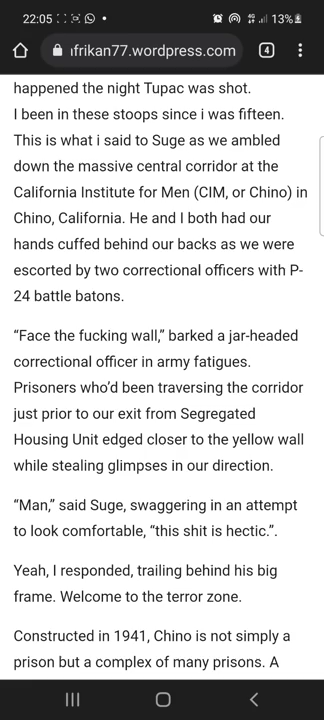 22:05
4G
13%
ıfrikan77.wordpress.com
4
happened the night Tupac was shot.
I been in these stoops since i was fifteen.
This is what i said to Suge as we ambled
down the massive central corridor at the
California Institute for Men (CIM, or Chino) in
Chino, California. He and I both had our
hands cuffed behind our backs as we were
escorted by two correctional officers with P-
24 battle batons.
“Face the fucking wall,” barked a jar-headed
correctional officer in army fatigues.
Prisoners who’d been traversing the corridor
just prior to our exit from Segregated
Housing Unit edged closer to the yellow wall
while stealing glimpses in our direction.
“Man,” said Suge, swaggering in an attempt
to look comfortable, “this shit is hectic.”.
Yeah, I responded, trailing behind his big
frame. Welcome to the terror zone.
Constructed in 1941, Chino is not simply a
prison but a complex of many prisons. A